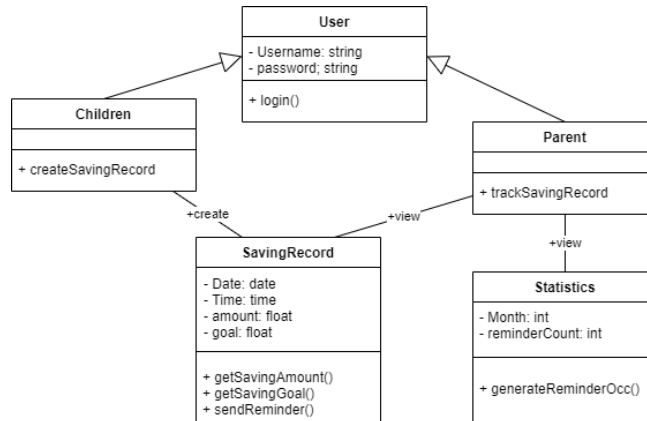 User
- Username: string
- password; string
+ login()
Children
+ createSavingRecord
Parent
+ trackSavingRecord
+create
+view
+view
SavingRecord
- Date: date
- Time: time
- amount: float
- goal: float
+ getSavingAmount()
+ getSavingGoal()
+ sendReminder()
Statistics
- Month: int
- reminderCount: int
+ generateReminderOcc()